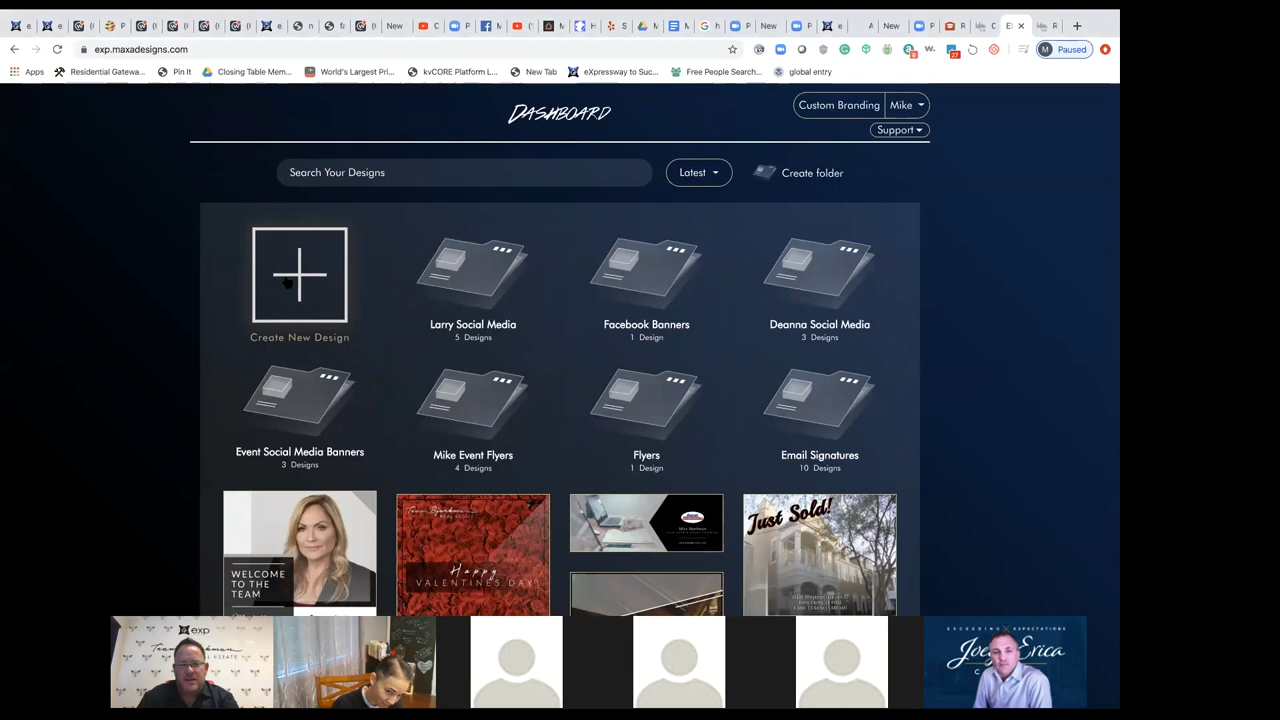 New
exp.maxadesigns.com
M Paused
Apps
Residential Gatewa...
Pin It
Closing Table Mem...
World's Largest Pri...
kvCORE Platform L...
New Tab
eXpressway to Suc...
Free People Search...
global entry
DASHBOARD
Custom Branding
Mike
Support
Search Your Designs
Latest
Create folder
Create New Design
Larry Social Media
5 Designs
Facebook Banners
1 Design
Deanna Social Media
3 Designs
Event Social Media Banners
3 Designs
Mike Event Flyers
4 Designs
Flyers
1 Design
Email Signatures
10 Designs
WELCOME
TO THE
TEAM
Happy
VALENTINES DAY!
Just Sold!
exp
EXCEEDING EXPECTATIONS